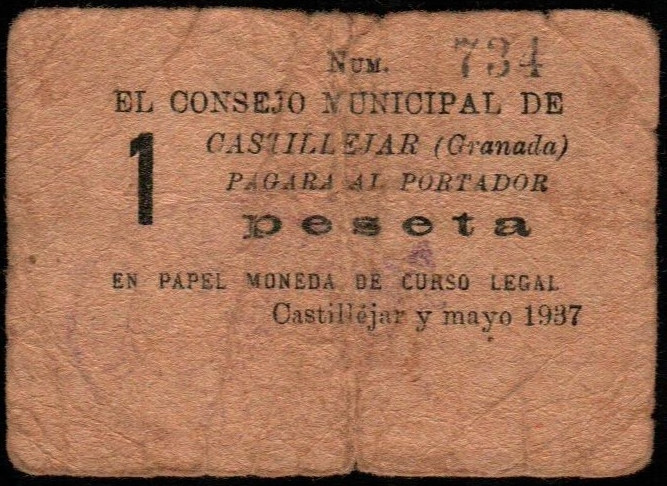 NUM. 734
EL CONSEJO MUNICIPAL DE
CASTILLEJAR (Granada)
1
PAGARA AL PORTADOR
peseta
EN PAPEL MONEDA DE CURSO LEGAL
Castilléjar y mayo 1937